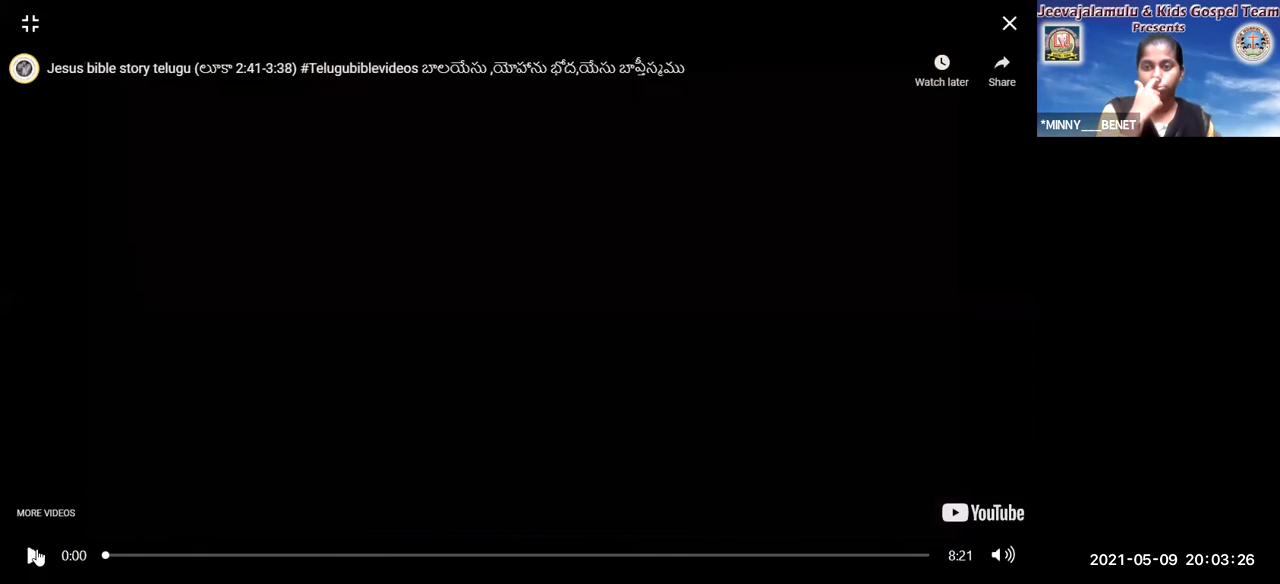 Jeevajalamulu & Kids Gospel Team
Presents
Jesus bible story telugu (లూకా 2:41-3:38) #Telugubiblevideos బాలయేసు ,యోహాను భోద,యేసు బాప్తీస్మము
Watch later
Share
*MINNY___BENET
MORE VIDEOS
YouTube
0:00
8:21
2021-05-09 20:03:26